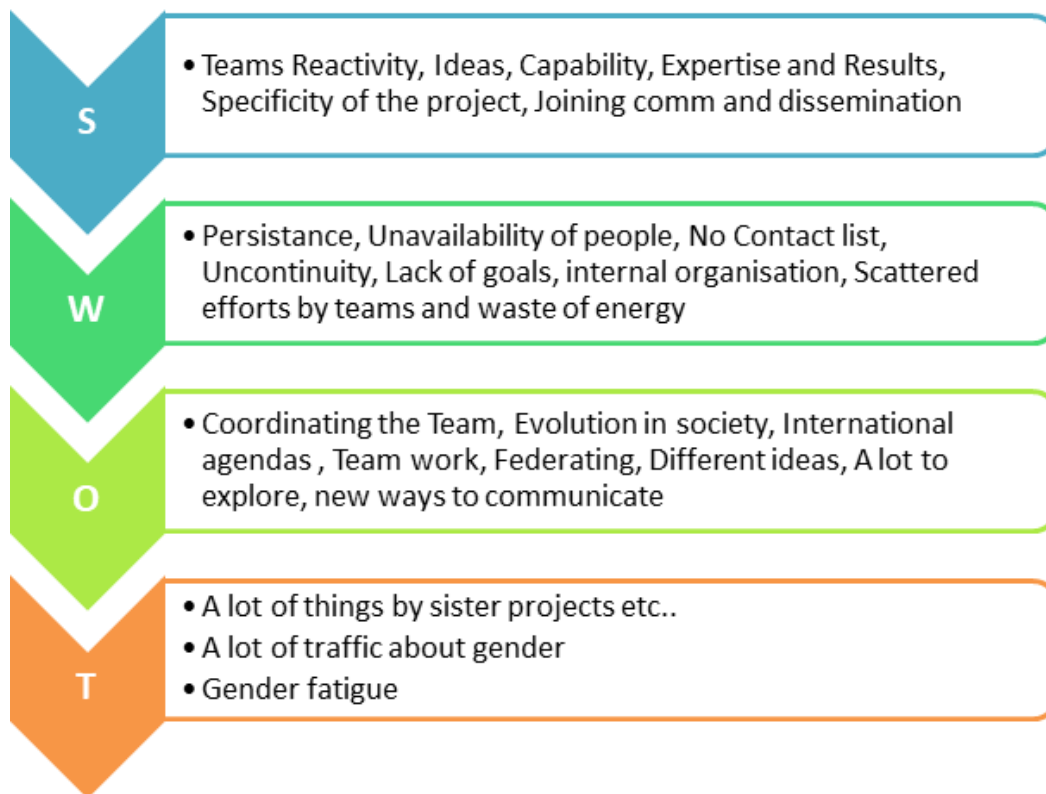 S
• Teams Reactivity, Ideas, Capability, Expertise and Results,
Specificity of the project, Joining comm and dissemination
W
• Persistance, Unavailability of people, No Contact list,
Uncontinuity, Lack of goals, internal organisation, Scattered
efforts by teams and waste of energy
O
• Coordinating the Team, Evolution in society, International
agendas , Team work, Federating, Different ideas, A lot to
explore, new ways to communicate
T
• A lot of things by sister projects etc..
• A lot of traffic about gender
• Gender fatigue